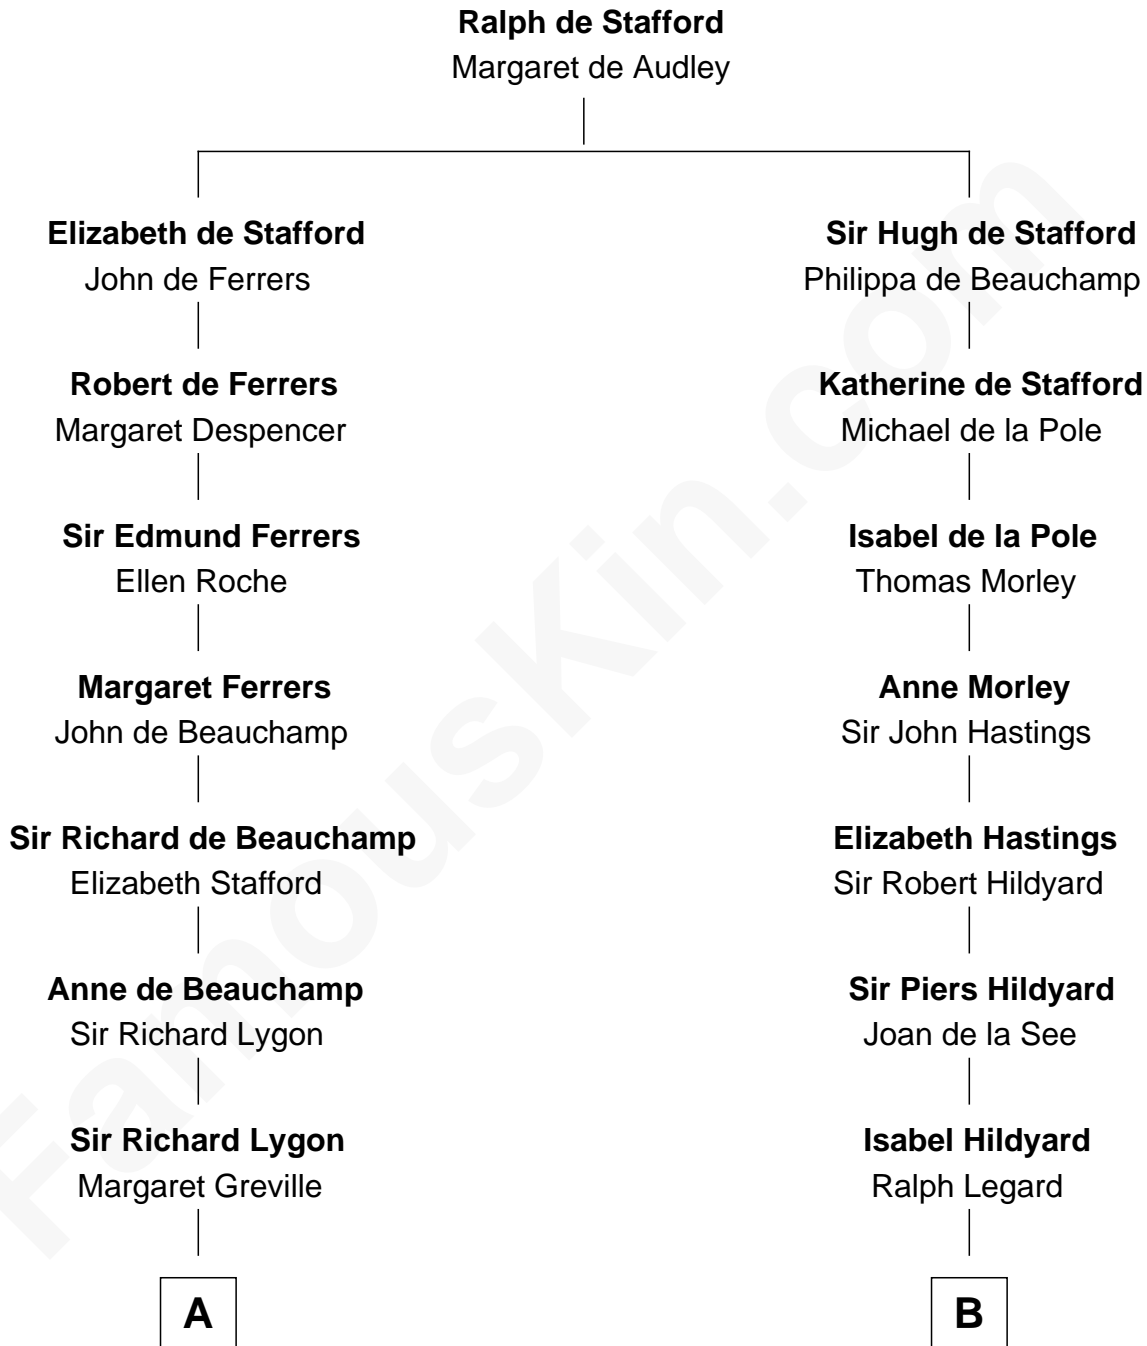 Ralph de Stafford
Margaret de Audley
Elizabeth de Stafford
John de Ferrers
Robert de Ferrers
Margaret Despencer
Sir Edmund Ferrers
Ellen Roche
Margaret Ferrers
John de Beauchamp
Sir Richard de Beauchamp
Elizabeth Stafford
Anne de Beauchamp
Sir Richard Lygon
Sir Richard Lygon
Margaret Greville
A
Sir Hugh de Stafford
Philippa de Beauchamp
Katherine de Stafford
Michael de la Pole
Isabel de la Pole
Thomas Morley
Anne Morley
Sir John Hastings
Elizabeth Hastings
Sir Robert Hildyard
Sir Piers Hildyard
Joan de la See
Isabel Hildyard
Ralph Legard
B
FamousKin.com